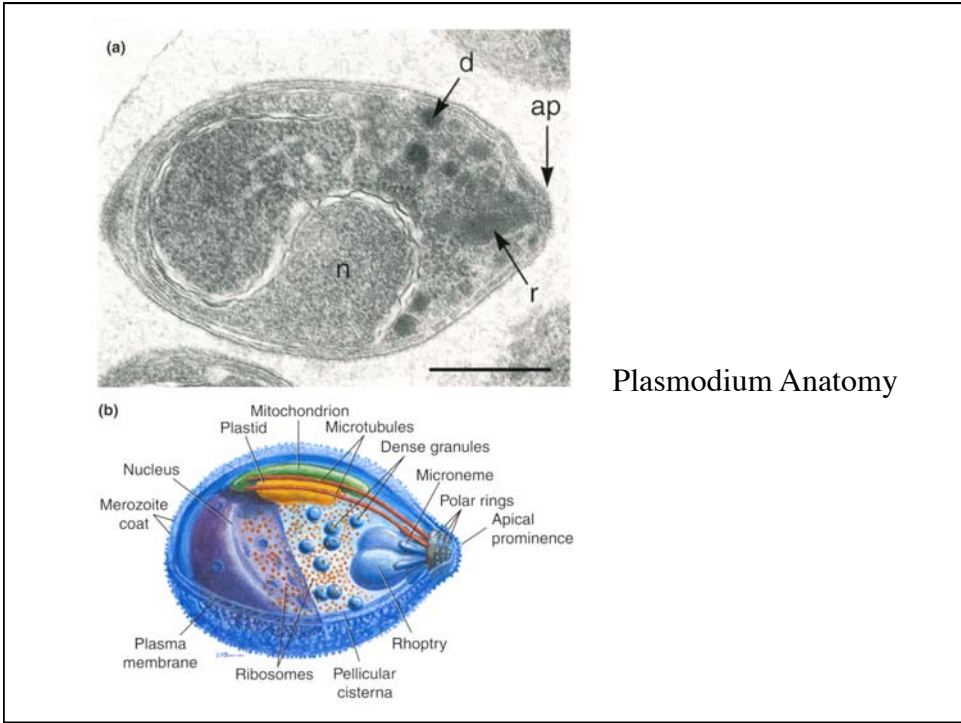 (a)
d
ap
n
r
Plasmodium Anatomy
(b)
Mitochondrion
Plastid
Microtubules
Dense granules
Nucleus
Microneme
Merozoite
coat
Polar rings
Apical
prominence
Plasma
membrane
Ribosomes
Pellicular
cisterna
Rhoptry